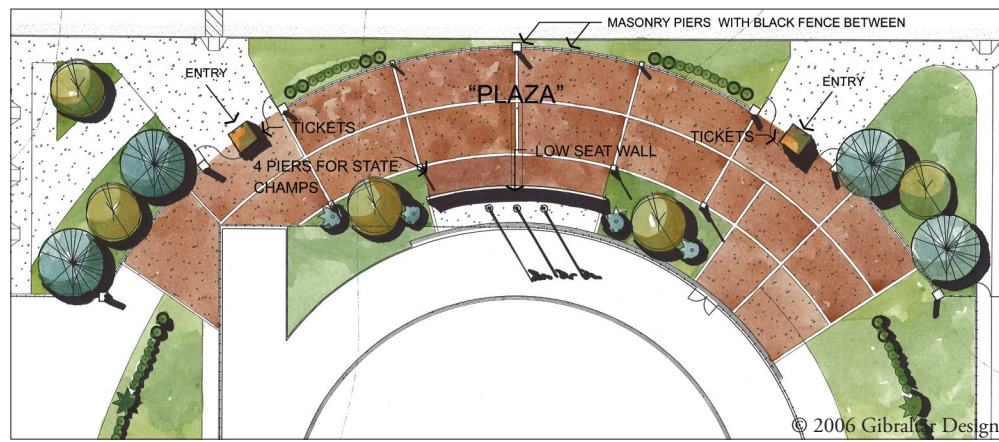 MASONRY PIERS WITH BLACK FENCE BETWEEN
ENTRY
ENTRY
“PLAZA”
TICKETS
TICKETS
4 PIERS FOR STATE
CHAMPS
LOW SEAT WALL
© 2006 Gibraltar Design